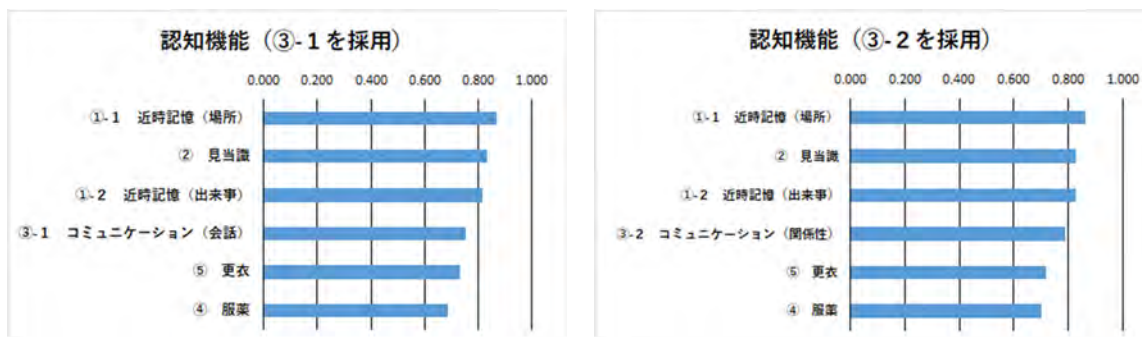 認知機能（③-1を採用）
0.000 0.200 0.400 0.600 0.800 1.000
①-1 近時記憶（場所）
② 見当識
①-2 近時記憶（出来事）
③-1 コミュニケーション（会話）
⑤ 更衣
④ 服薬
認知機能（③-2を採用）
0.000 0.200 0.400 0.600 0.800 1.000
①-1 近時記憶（場所）
② 見当識
①-2 近時記憶（出来事）
③-2 コミュニケーション（関係性）
⑤ 更衣
④ 服薬